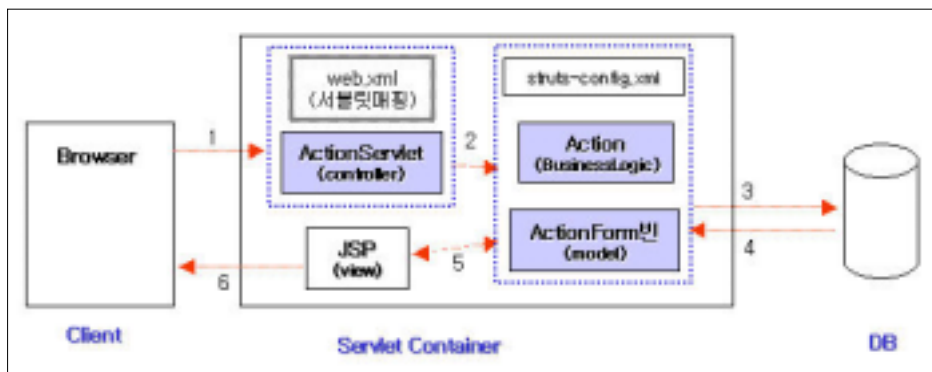 web.xml
(서블릿매핑)
struts-config.xml
Browser
1
ActionServlet
(controller)
2
Action
(BusinessLogic)
3
4
JSP
(view)
5
ActionForm빈
(model)
6
Client
Servlet Container
DB